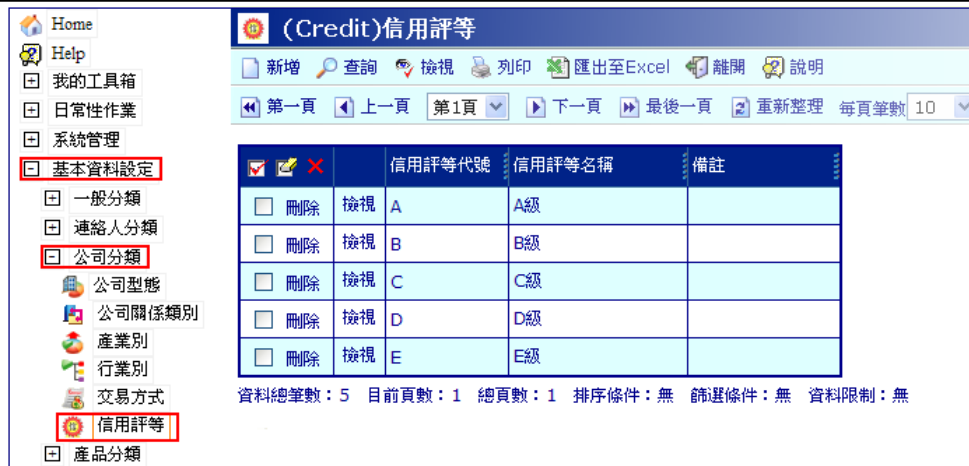 Home
Help
我的工具箱
日常性作業
系統管理
基本資料設定
一般分類
連絡人分類
公司分類
公司型態
公司關係類別
產業別
行業別
交易方式
信用評等
產品分類
(Credit)信用評等
新增 查詢 檢視 列印 匯出至Excel 離開 說明
第一頁 上一頁 第1頁 下一頁 最後一頁 重新整理 每頁筆數 10
信用評等代號 信用評等名稱 備註
刪除 檢視 A A級
刪除 檢視 B B級
刪除 檢視 C C級
刪除 檢視 D D級
刪除 檢視 E E級
資料總筆數：5 目前頁數：1 總頁數：1 排序條件：無 篩選條件：無 資料限制：無